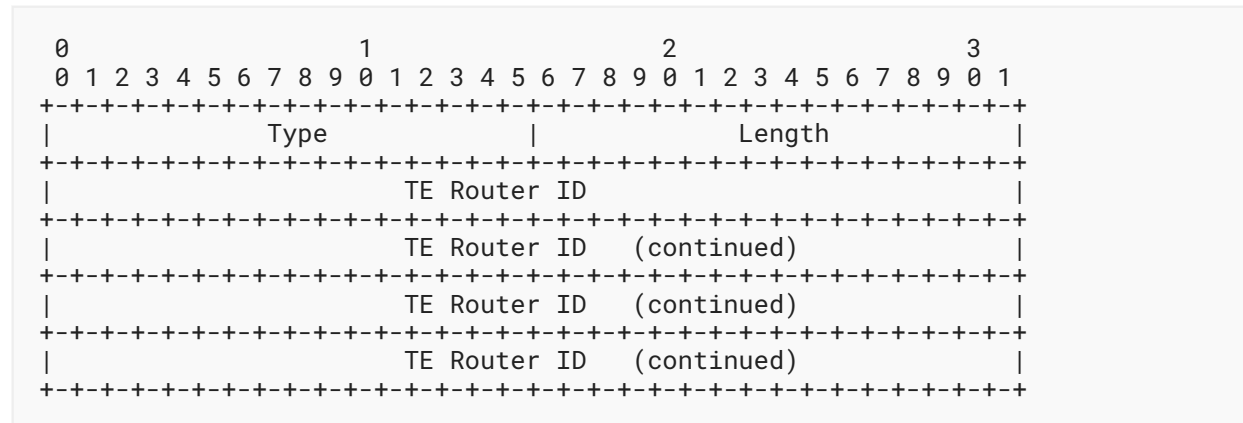 0                   1                   2                   3
 0 1 2 3 4 5 6 7 8 9 0 1 2 3 4 5 6 7 8 9 0 1 2 3 4 5 6 7 8 9 0 1
+-+-+-+-+-+-+-+-+-+-+-+-+-+-+-+-+-+-+-+-+-+-+-+-+-+-+-+-+-+-+-+-+
|              Type             |             Length            |
+-+-+-+-+-+-+-+-+-+-+-+-+-+-+-+-+-+-+-+-+-+-+-+-+-+-+-+-+-+-+-+-+
|                       TE Router ID                            |
+-+-+-+-+-+-+-+-+-+-+-+-+-+-+-+-+-+-+-+-+-+-+-+-+-+-+-+-+-+-+-+-+
|                       TE Router ID   (continued)              |
+-+-+-+-+-+-+-+-+-+-+-+-+-+-+-+-+-+-+-+-+-+-+-+-+-+-+-+-+-+-+-+-+
|                       TE Router ID   (continued)              |
+-+-+-+-+-+-+-+-+-+-+-+-+-+-+-+-+-+-+-+-+-+-+-+-+-+-+-+-+-+-+-+-+
|                       TE Router ID   (continued)              |
+-+-+-+-+-+-+-+-+-+-+-+-+-+-+-+-+-+-+-+-+-+-+-+-+-+-+-+-+-+-+-+-+